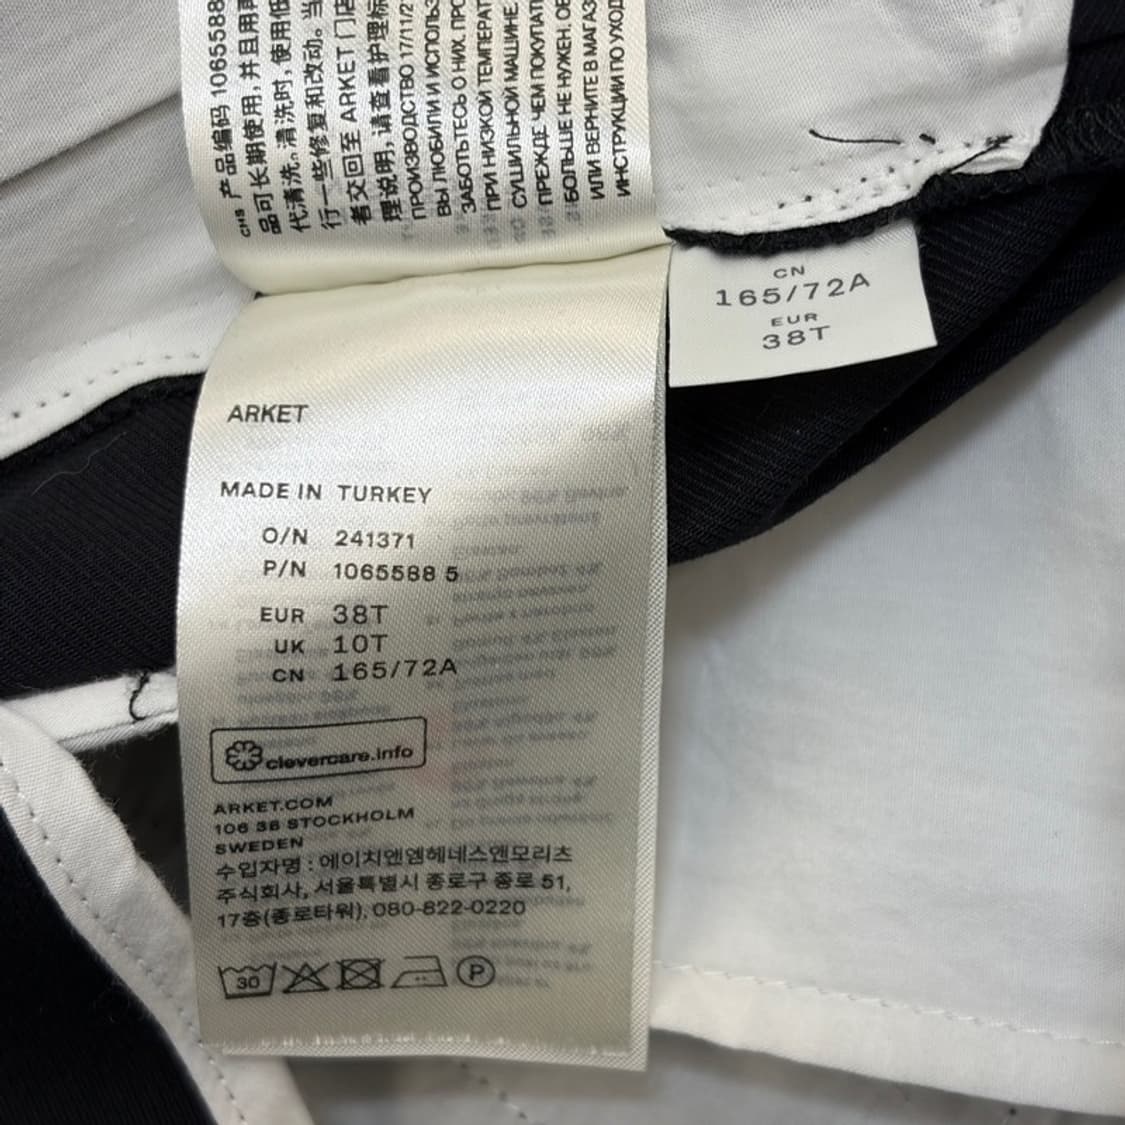 CHS 产品编码 1065588
品可长期使用,并且用再
代清洗。清洗时,使用低
行一些修复和改动。当
者交回至 ARKET 门店
理说明,请查看护理标
ПРОИЗВОДСТВО 17/11/2
ВЫ ЛЮБИЛИ И ИСПОЛЬЗ
ЗАБОТЬТЕСЬ О НИХ. ПРО
ПРИ НИЗКОЙ ТЕМПЕРАТ
СУШИЛЬНОЙ МАШИНЕ.
ПРЕЖДЕ ЧЕМ ПОКУПАТ
БОЛЬШЕ НЕ НУЖЕН. ОБ
ИЛИ ВЕРНИТЕ В МАГАЗ
ИНСТРУКЦИИ ПО УХОД
CN
165/72A
EUR
38T
ARKET
MADE IN TURKEY
O/N 241371
P/N 1065588 5
EUR 38T
UK 10T
CN 165/72A
clevercare.info
ARKET.COM
106 38 STOCKHOLM
SWEDEN
수입자명 : 에이치앤엠헤네스앤모리츠
주식회사, 서울특별시 종로구 종로 51,
17층(종로타워), 080-822-0220
30 P